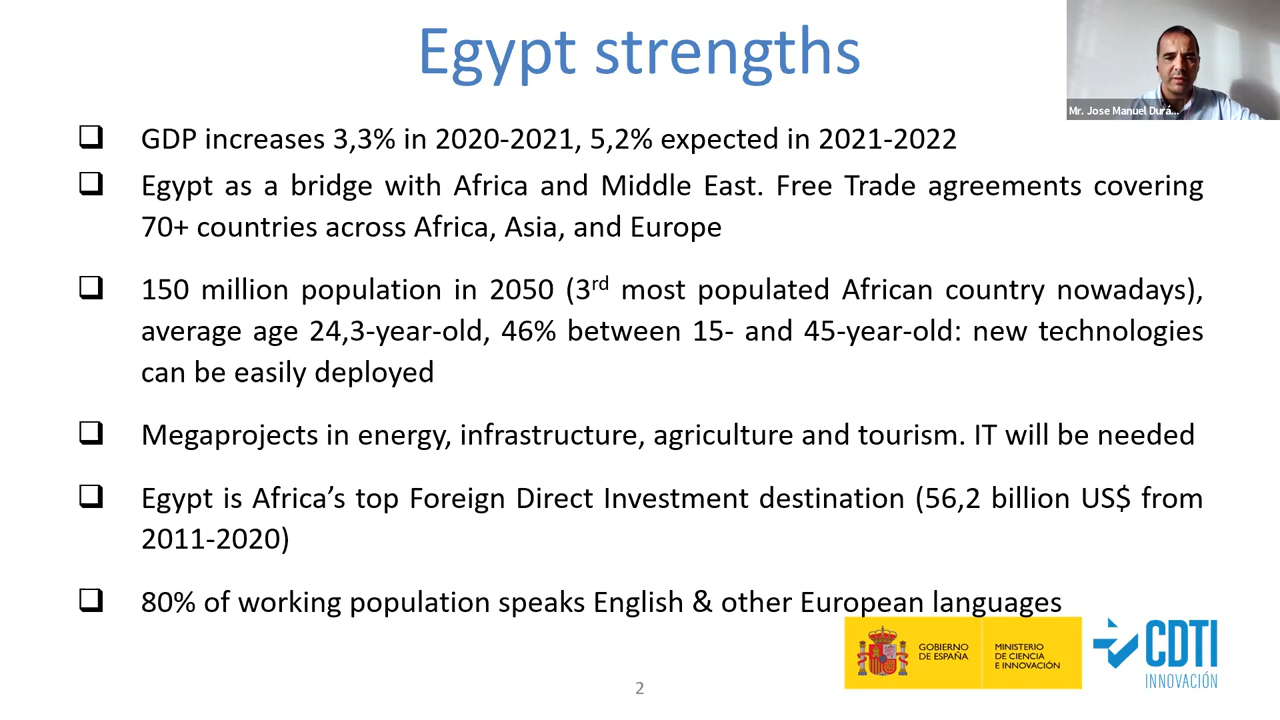 Egypt strengths
Mr. Jose Manuel Durá...
❑ GDP increases 3,3% in 2020-2021, 5,2% expected in 2021-2022
❑ Egypt as a bridge with Africa and Middle East. Free Trade agreements covering
70+ countries across Africa, Asia, and Europe
❑ 150 million population in 2050 (3rd most populated African country nowadays),
average age 24,3-year-old, 46% between 15- and 45-year-old: new technologies
can be easily deployed
❑ Megaprojects in energy, infrastructure, agriculture and tourism. IT will be needed
❑ Egypt is Africa’s top Foreign Direct Investment destination (56,2 billion US$ from
2011-2020)
❑ 80% of working population speaks English & other European languages
GOBIERNO
DE ESPAÑA
MINISTERIO
DE CIENCIA
E INNOVACIÓN
CDTI
INNOVACIÓN
2